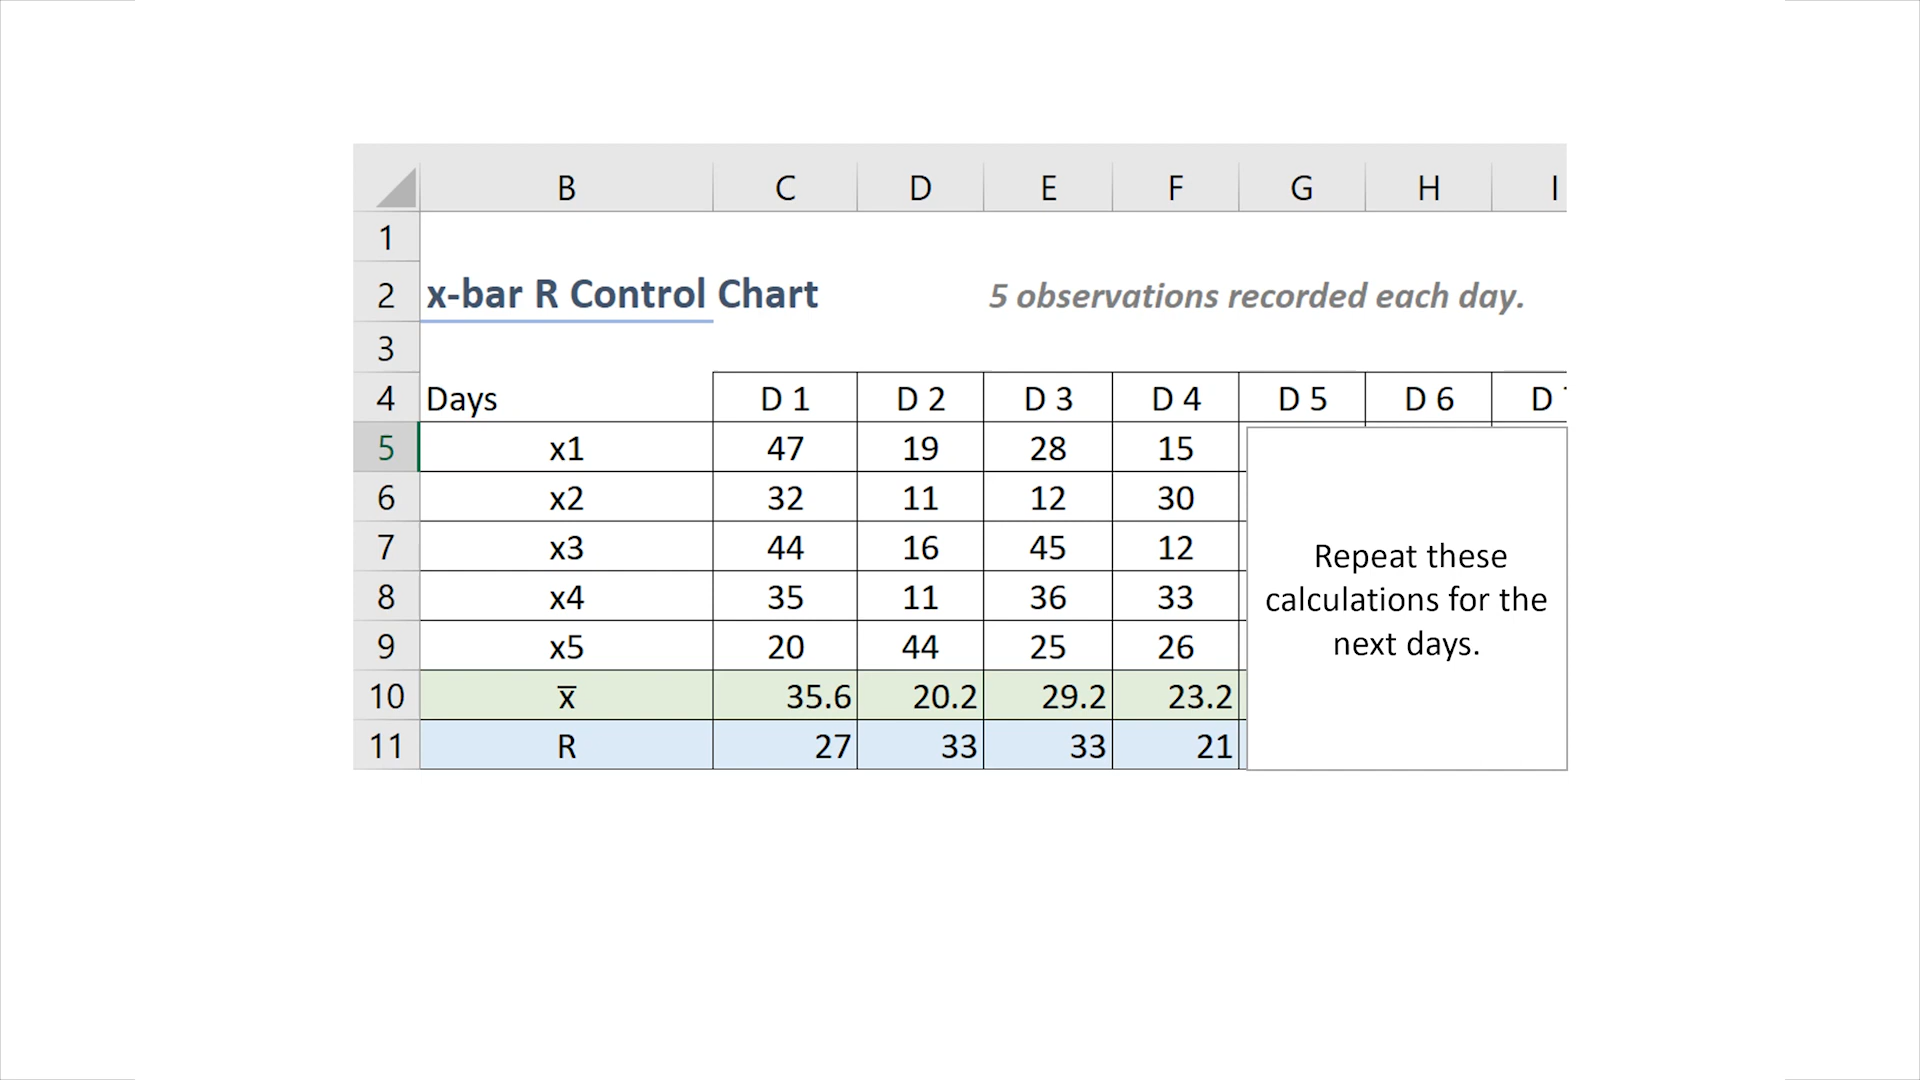 B C D E F G H I
1
2 x-bar R Control Chart 5 observations recorded each day.
3
4 Days D 1 D 2 D 3 D 4 D 5 D 6 D
5 x1 47 19 28 15
6 x2 32 11 12 30
7 x3 44 16 45 12
8 x4 35 11 36 33
9 x5 20 44 25 26
10 x̅ 35.6 20.2 29.2 23.2
11 R 27 33 33 21
Repeat these
calculations for the
next days.